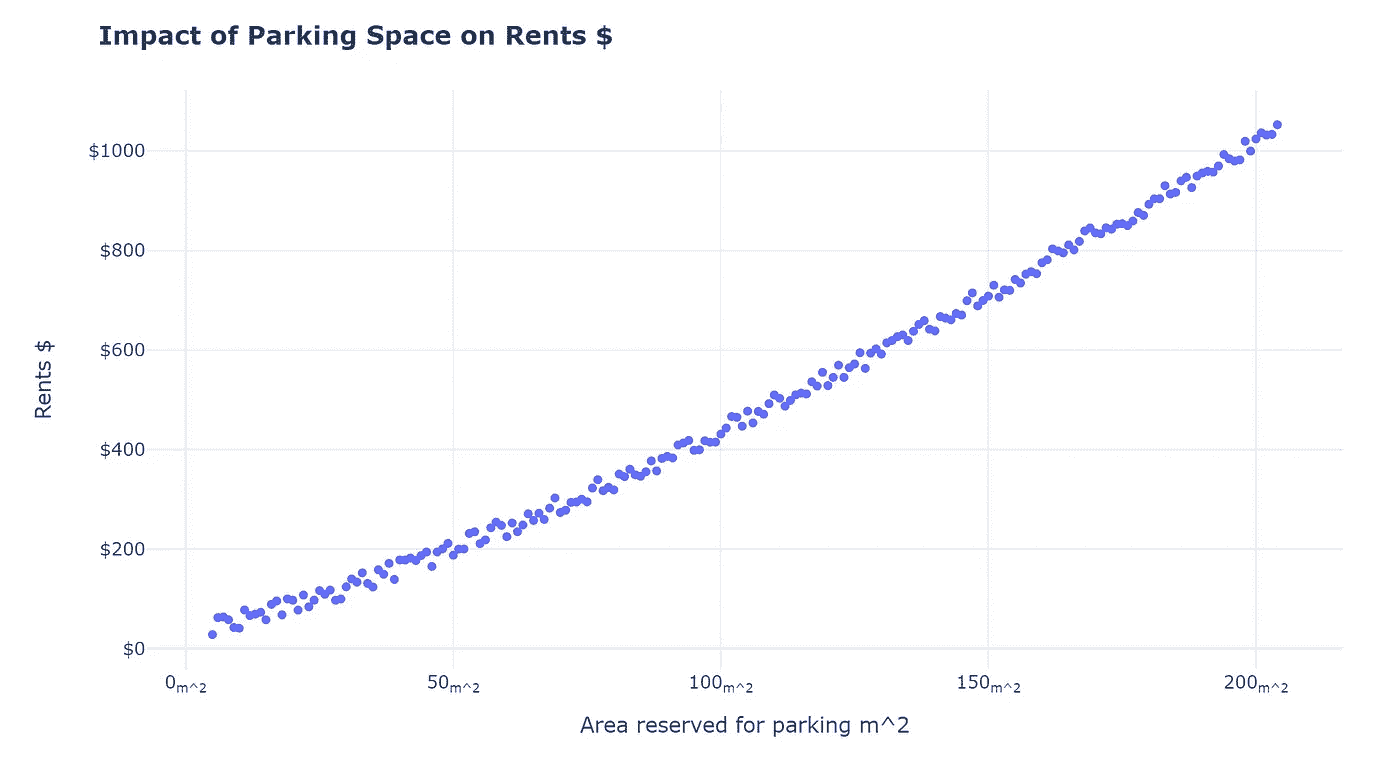 Impact of Parking Space on Rents $
$1000
$800
$600
$400
$200
$0
Rents $
0m^2 50m^2 100m^2 150m^2 200m^2
Area reserved for parking m^2